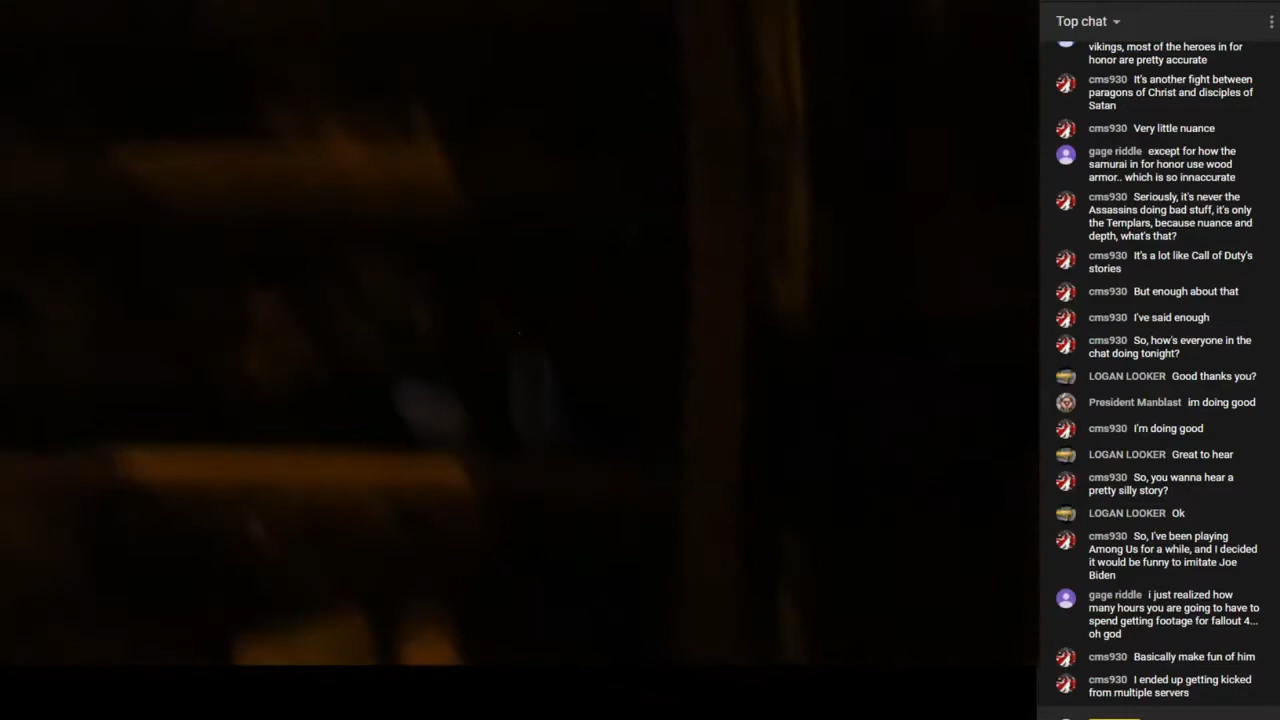 Top chat
vikings, most of the heroes in for
honor are pretty accurate
cms930 It's another fight between
paragons of Christ and disciples of
Satan
cms930 Very little nuance
gage riddle except for how the
samurai in for honor use wood
armor.. which is so innaccurate
cms930 Seriously, it's never the
Assassins doing bad stuff, it's only
the Templars, because nuance and
depth, what's that?
cms930 It's a lot like Call of Duty's
stories
cms930 But enough about that
cms930 I've said enough
cms930 So, how's everyone in the
chat doing tonight?
LOGAN LOOKER Good thanks you?
President Manblast im doing good
cms930 I'm doing good
LOGAN LOOKER Great to hear
cms930 So, you wanna hear a
pretty silly story?
LOGAN LOOKER Ok
cms930 So, I've been playing
Among Us for a while, and I decided
it would be funny to imitate Joe
Biden
gage riddle i just realized how
many hours you are going to have to
spend getting footage for fallout 4...
oh god
cms930 Basically make fun of him
cms930 I ended up getting kicked
from multiple servers